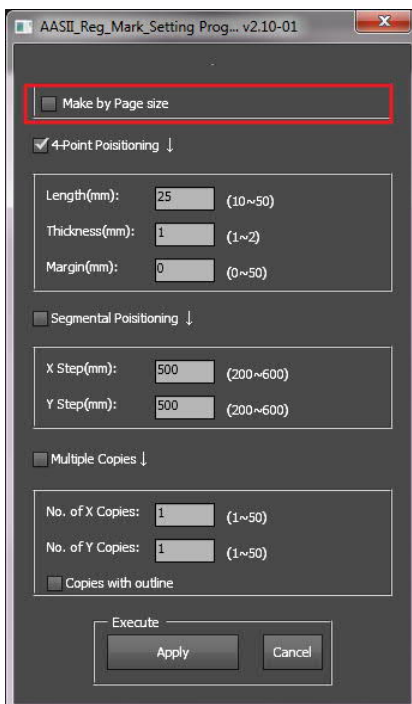 AASII_Reg_Mark_Setting Prog... v2.10-01
Make by Page size
4-Point Poisitioning ↓
Length(mm): 25 (10~50)
Thickness(mm): 1 (1~2)
Margin(mm): 0 (0~50)
Segmental Poisitioning ↓
X Step(mm): 500 (200~600)
Y Step(mm): 500 (200~600)
Multiple Copies ↓
No. of X Copies: 1 (1~50)
No. of Y Copies: 1 (1~50)
Copies with outline
Execute
Apply Cancel